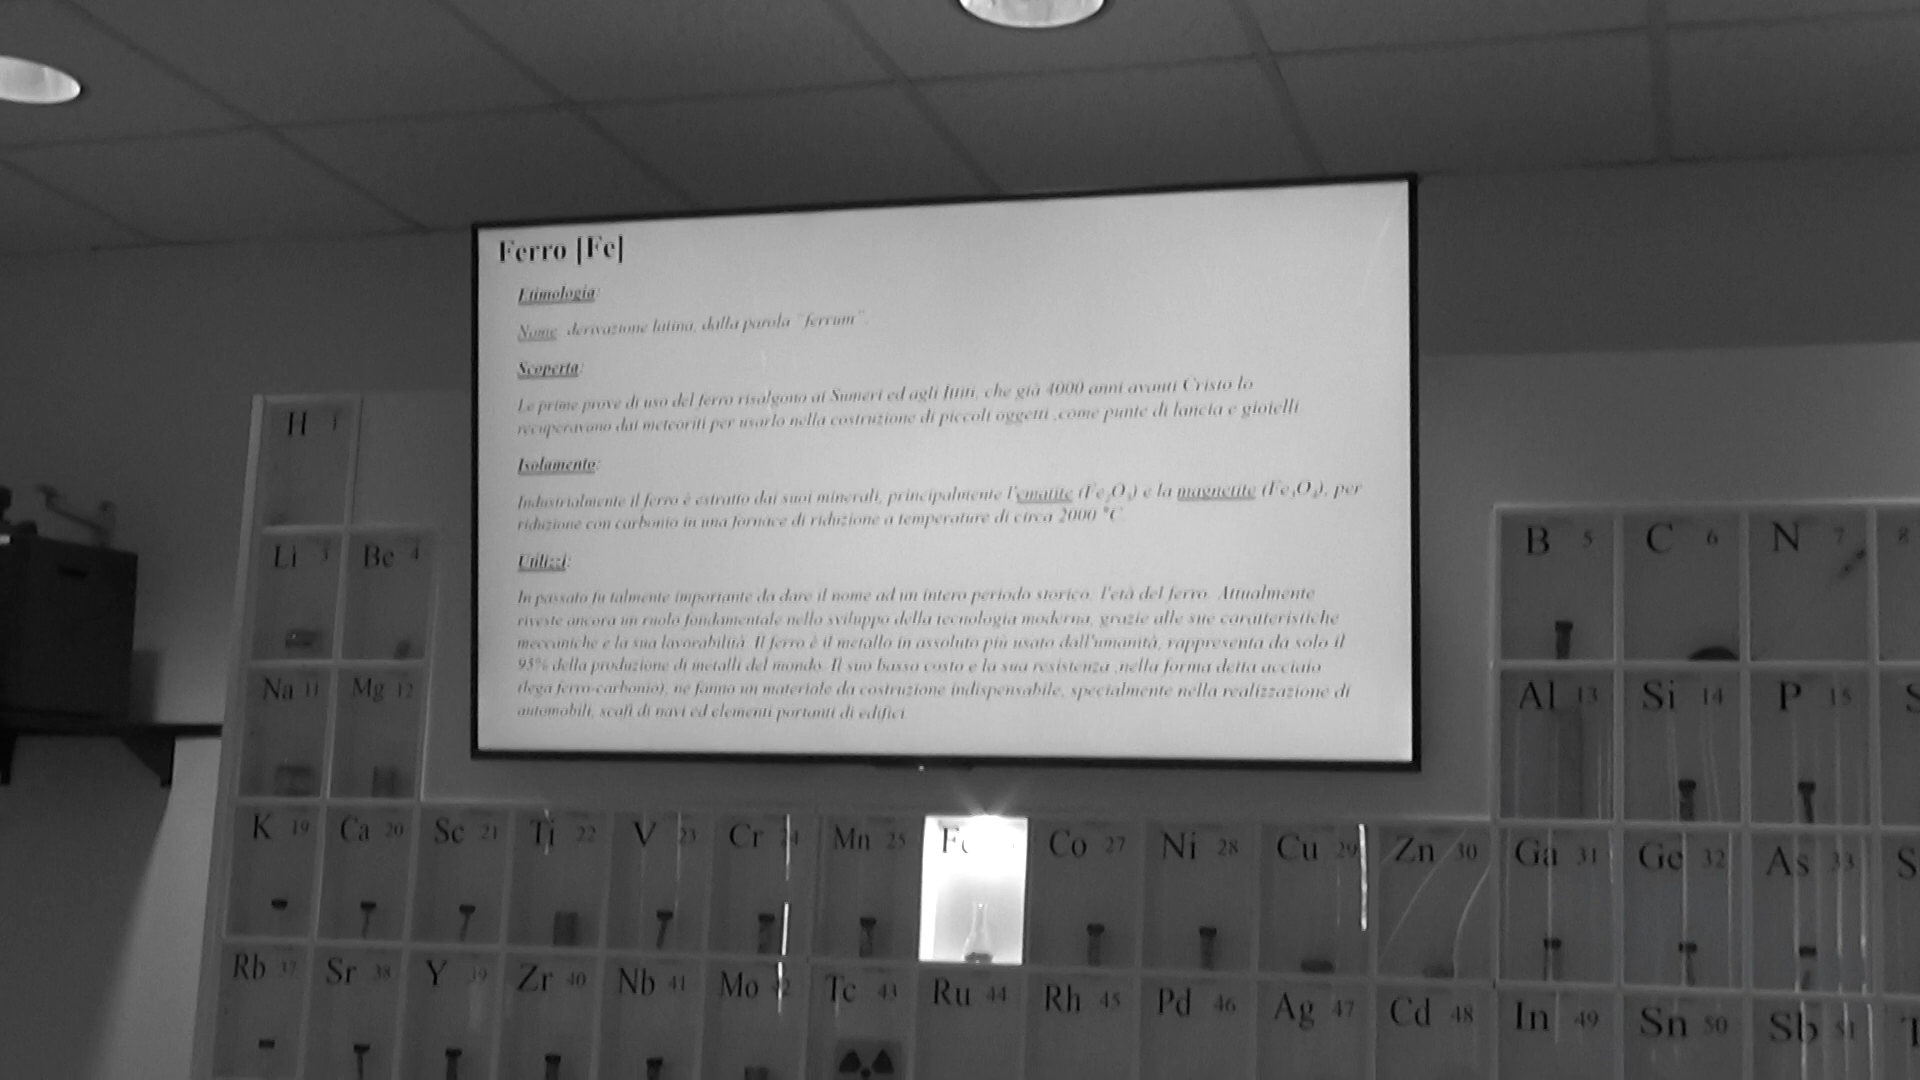 Ferro [Fe]
Etimologia:
Nome: derivazione latina, dalla parola "ferrum".
Scoperta:
Le prime prove di uso del ferro risalgono ai Sumeri ed agli Ittiti, che già 4000 anni avanti Cristo lo
recuperavano dai meteoriti per usarlo nella costruzione di piccoli oggetti ,come punte di lancia e gioielli
Isolamento:
Industrialmente il ferro è estratto dai suoi minerali, principalmente l'ematite (Fe₂O₃) e la magnetite (Fe₃O₄), per
riduzione con carbonio in una fornace di riduzione a temperature di circa 2000 °C
Utilizzi:
In passato fu talmente importante da dare il nome ad un intero periodo storico, l'età del ferro. Attualmente
riveste ancora un ruolo fondamentale nello sviluppo della tecnologia moderna, grazie alle sue caratteristiche
meccaniche e la sua lavorabilità. Il ferro è il metallo in assoluto più usato dall'umanità, rappresenta da solo il
95% della produzione di metalli del mondo. Il suo basso costo e la sua resistenza ,nella forma detta acciaio
(lega ferro-carbonio), ne fanno un materiale da costruzione indispensabile, specialmente nella realizzazione di
automobili, scafi di navi ed elementi portanti di edifici
H 1
Li 3 Be 4 B 5 C 6 N 7 8
Na 11 Mg 12 Al 13 Si 14 P 15 S
K 19 Ca 20 Sc 21 Ti 22 V 23 Cr 24 Mn 25 Fe Co 27 Ni 28 Cu 29 Zn 30 Ga 31 Ge 32 As 33 S
Rb 37 Sr 38 Y 39 Zr 40 Nb 41 Mo 42 Tc 43 Ru 44 Rh 45 Pd 46 Ag 47 Cd 48 In 49 Sn 50 Sb 51 T